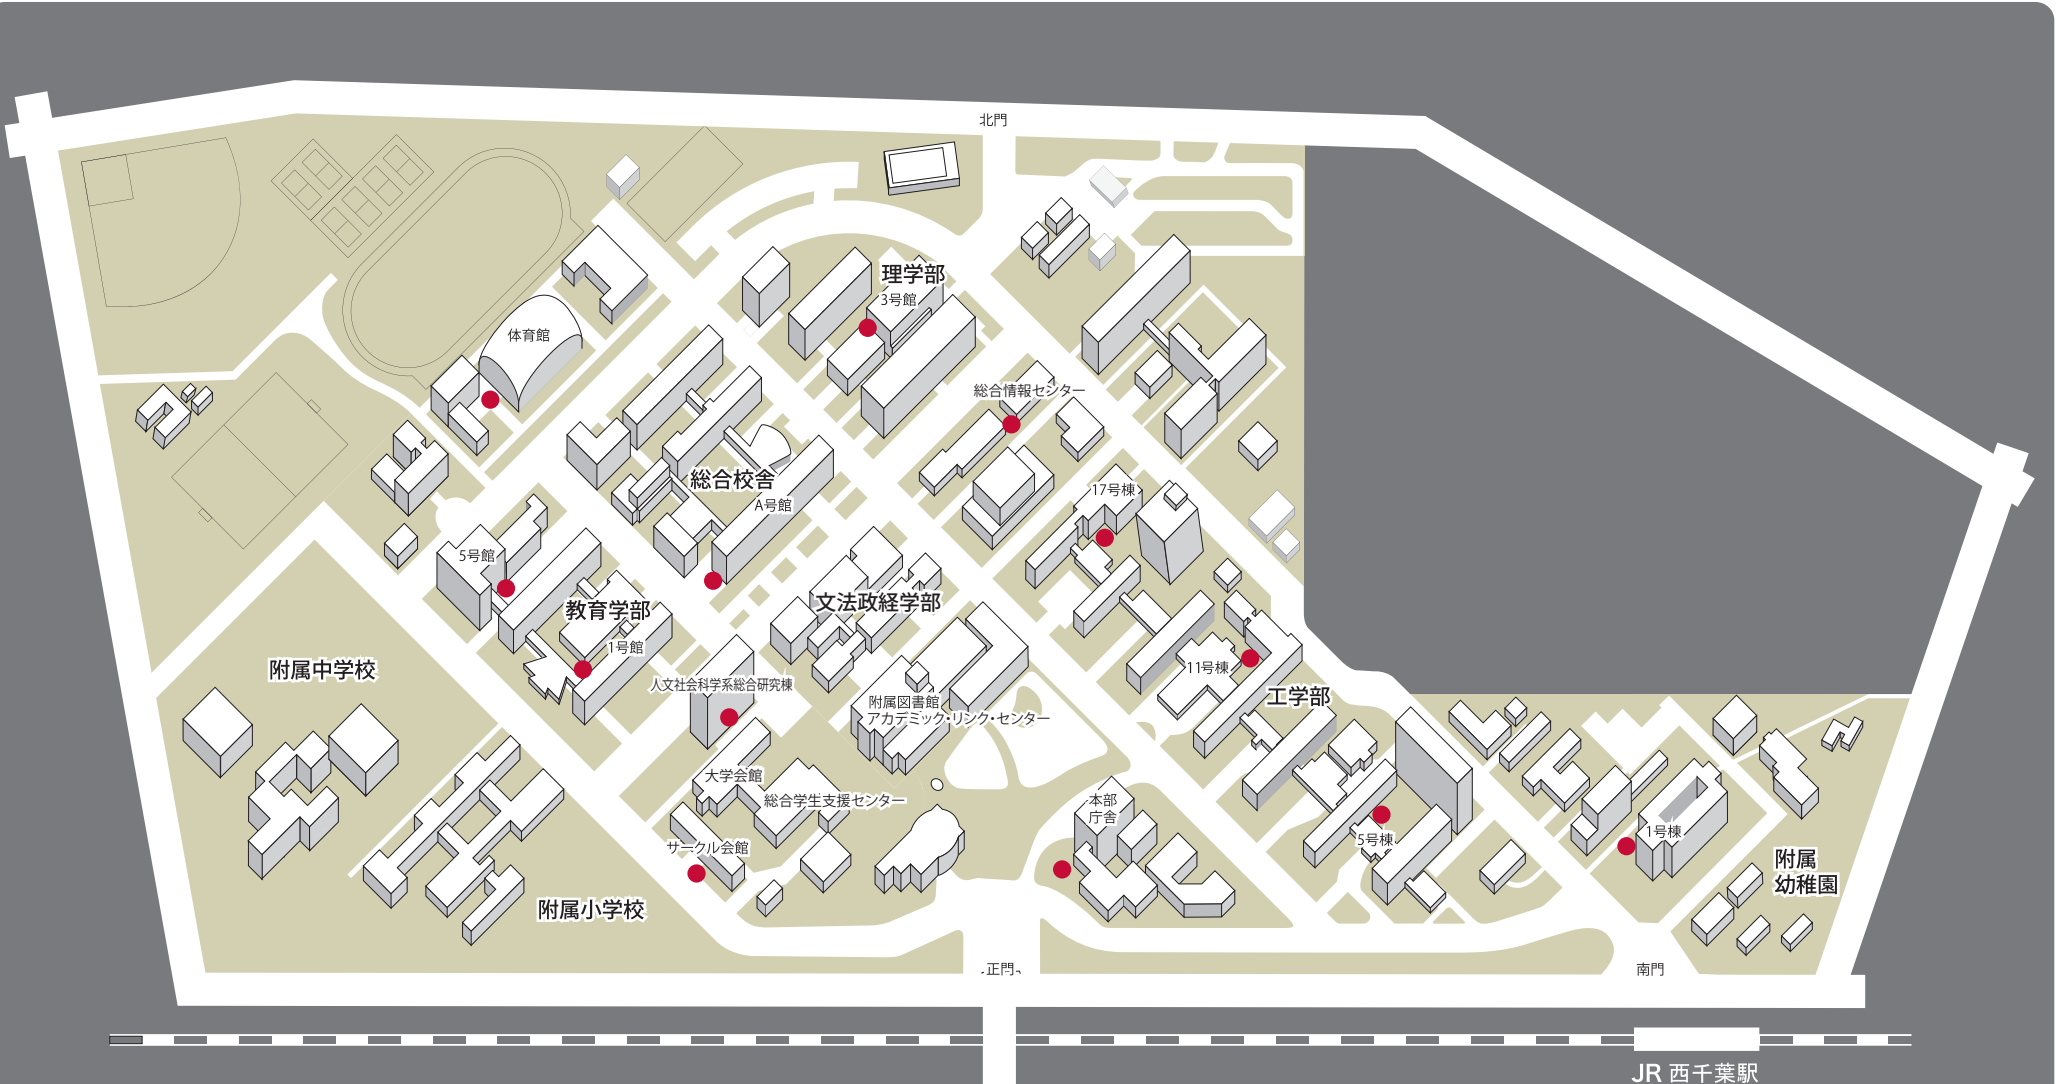 北門
理学部
3号館
体育館
総合情報センター
総合校舎
A号館
17号棟
5号館
教育学部
1号館
文法政経学部
附属中学校
人文社会科学系総合研究棟
11号棟
工学部
附属図書館
アカデミック・リンク・センター
大学会館
総合学生支援センター
本部
庁舎
サークル会館
5号棟
1号棟
附属
幼稚園
附属小学校
正門
南門
JR 西千葉駅